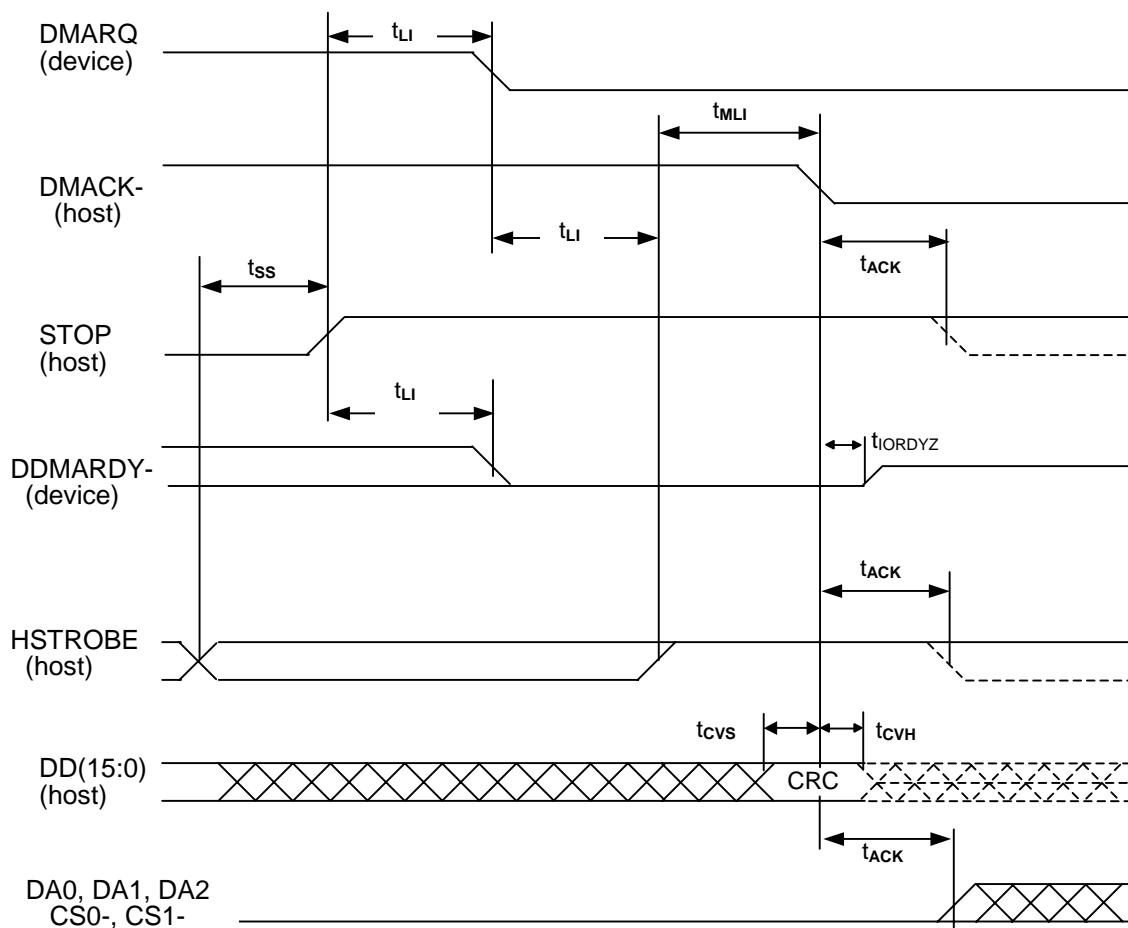 DMARQ
(device)
tLI
tMLI
DMACK-
(host)
tLI
tACK
tSS
STOP
(host)
tLI
tIORDYZ
DDMARDY-
(device)
tACK
HSTROBE
(host)
tCVS
tCVH
DD(15:0)
(host)
CRC
tACK
DA0, DA1, DA2
CS0-, CS1-